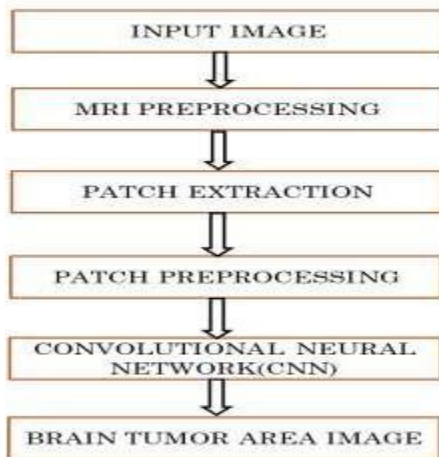 INPUT IMAGE
MRI PREPROCESSING
PATCH EXTRACTION
PATCH PREPROCESSING
CONVOLUTIONAL NEURAL
NETWORK(CNN)
BRAIN TUMOR AREA IMAGE